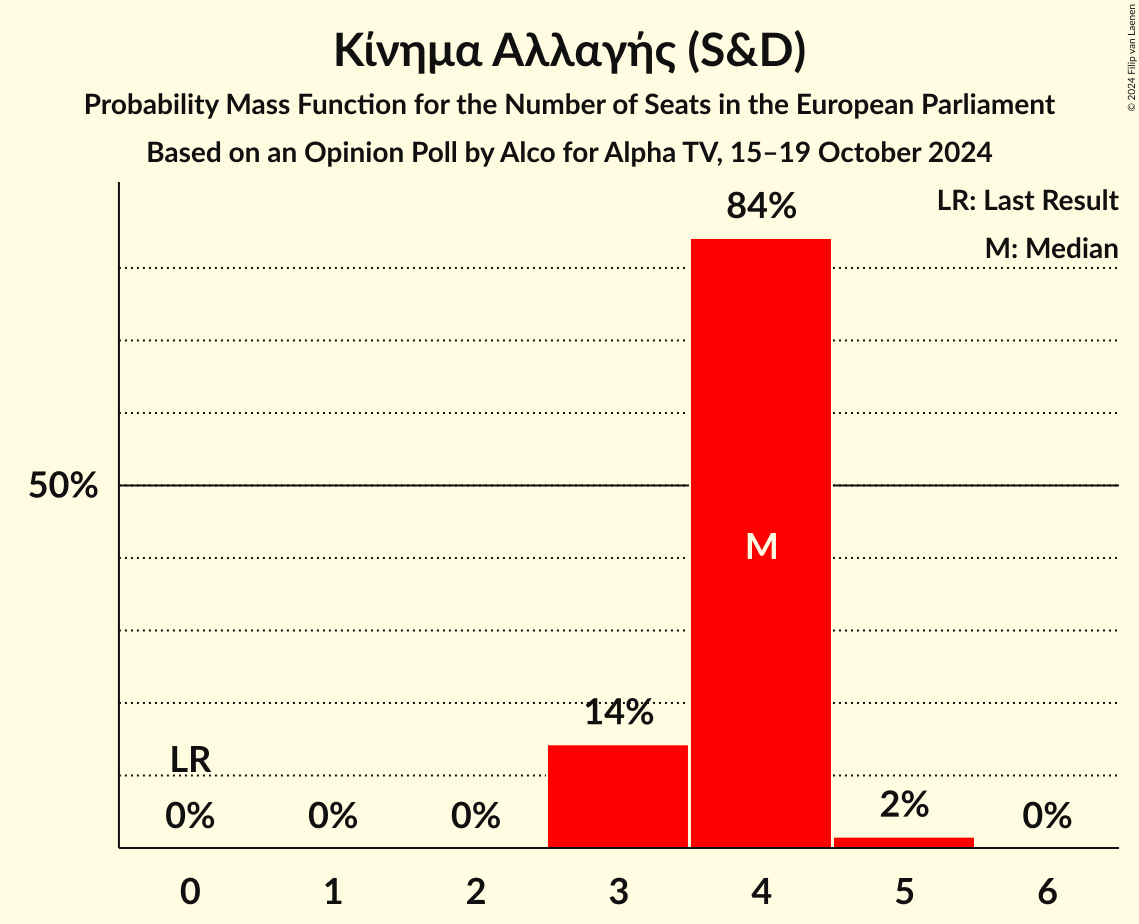 Κίνημα Αλλαγής (S&D)
Probability Mass Function for the Number of Seats in the European Parliament
Based on an Opinion Poll by Alco for Alpha TV, 15–19 October 2024
© 2024 Filip van Laenen
LR: Last Result
M: Median
84%
50%
M
14%
LR
0%
0%
0%
2%
0%
0
1
2
3
4
5
6